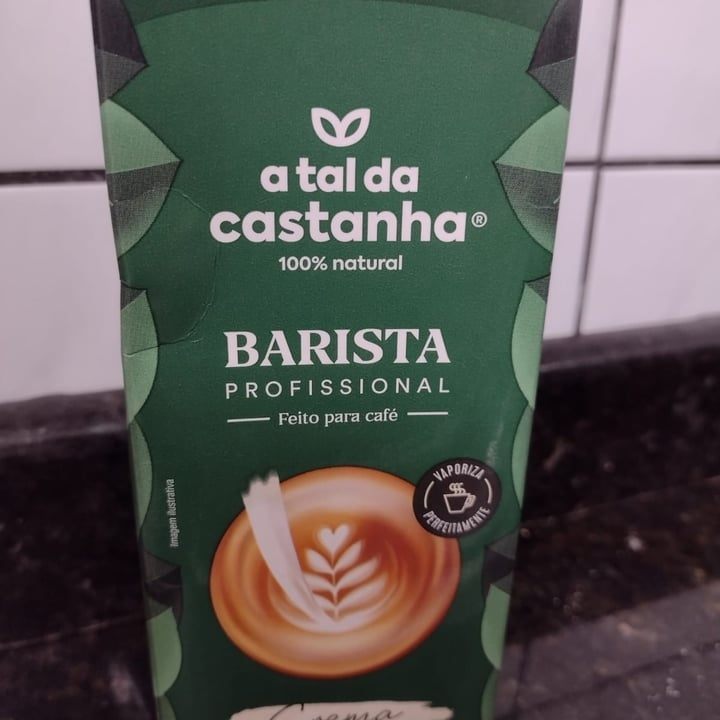 a tal da
castanha®
100% natural
BARISTA
PROFISSIONAL
Feito para café
VAPORIZA
PERFEITAMENTE
Imagem ilustrativa